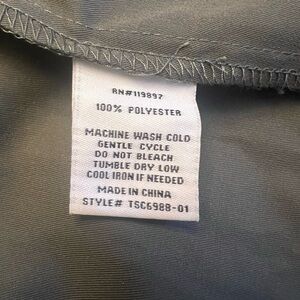 RN#119897
100% POLYESTER
MACHINE WASH COLD
GENTLE CYCLE
DO NOT BLEACH
TUMBLE DRY LOW
COOL IRON IF NEEDED
MADE IN CHINA
STYLE# TSC6988-01